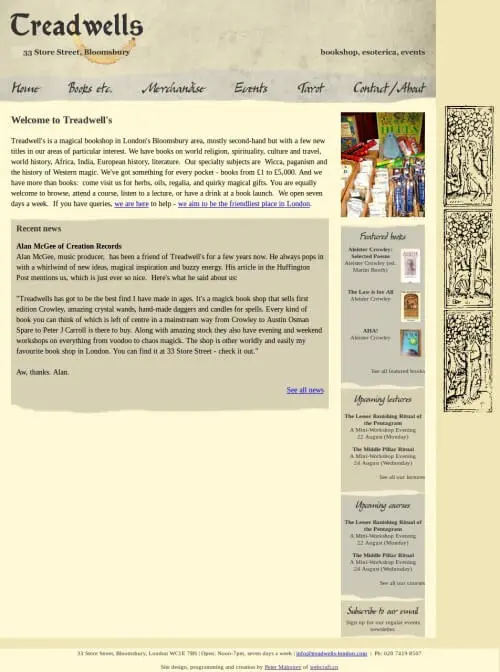 Treadwells
33 Store Street, Bloomsbury
bookshop, esoterica, events
Home Books etc. Merchandise Events Tarot Contact/About
Welcome to Treadwell's
Treadwell's is a magical bookshop in London's Bloomsbury area, mostly second-hand but with a few new
titles in our areas of particular interest. We have books on world religion, spirituality, culture and travel,
world history, Africa, India, European history, literature. Our specialty subjects are Wicca, paganism and
the history of Western magic. We've got something for every pocket - books from £1 to £5,000. And we
have more than books: come visit us for herbs, oils, regalia, and quirky magical gifts. You are equally
welcome to browse, attend a course, listen to a lecture, or have a drink at a book launch. We open seven
days a week. If you have queries, we are here to help - we aim to be the friendliest place in London.
Recent news
Alan McGee of Creation Records
Alan McGee, music producer, has been a friend of Treadwell's for a few years now. He always pops in
with a whirlwind of new ideas, magical inspiration and buzzy energy. His article in the Huffington
Post mentions us, which is just ever so nice. Here's what he said about us:
"Treadwells has got to be the best find I have made in ages. It's a magick book shop that sells first
edition Crowley, amazing crystal wands, hand-made daggers and candles for spells. Every kind of
book you can think of which is left of centre in a mainstream way from Crowley to Austin Osman
Spare to Peter J Carroll is there to buy. Along with amazing stock they also have evening and weekend
workshops on everything from voodoo to chaos magick. The shop is other worldly and easily my
favourite book shop in London. You can find it at 33 Store Street - check it out."
Aw, thanks. Alan.
See all news
Featured books
Aleister Crowley:
Selected Poems
Aleister Crowley (ed.
Martin Booth)
The Law is for All
Aleister Crowley
AHA!
Aleister Crowley
See all featured books
Upcoming lectures
The Lesser Banishing Ritual of
the Pentagram
A Mini-Workshop Evening
22 August (Monday)
The Middle Pillar Ritual
A Mini-Workshop Evening
24 August (Wednesday)
See all our lectures
Upcoming courses
The Lesser Banishing Ritual of
the Pentagram
A Mini-Workshop Evening
22 August (Monday)
The Middle Pillar Ritual
A Mini-Workshop Evening
24 August (Wednesday)
See all our courses
Subscribe to our email
Sign up for our regular events
newsletter
33 Store Street, Bloomsbury, London WC1E 7BS | Open: Noon-7pm, seven days a week | info@treadwells-london.com | Ph: 020 7419 8507
Site design, programming and creation by Peter Mahoney of webcraft.cn